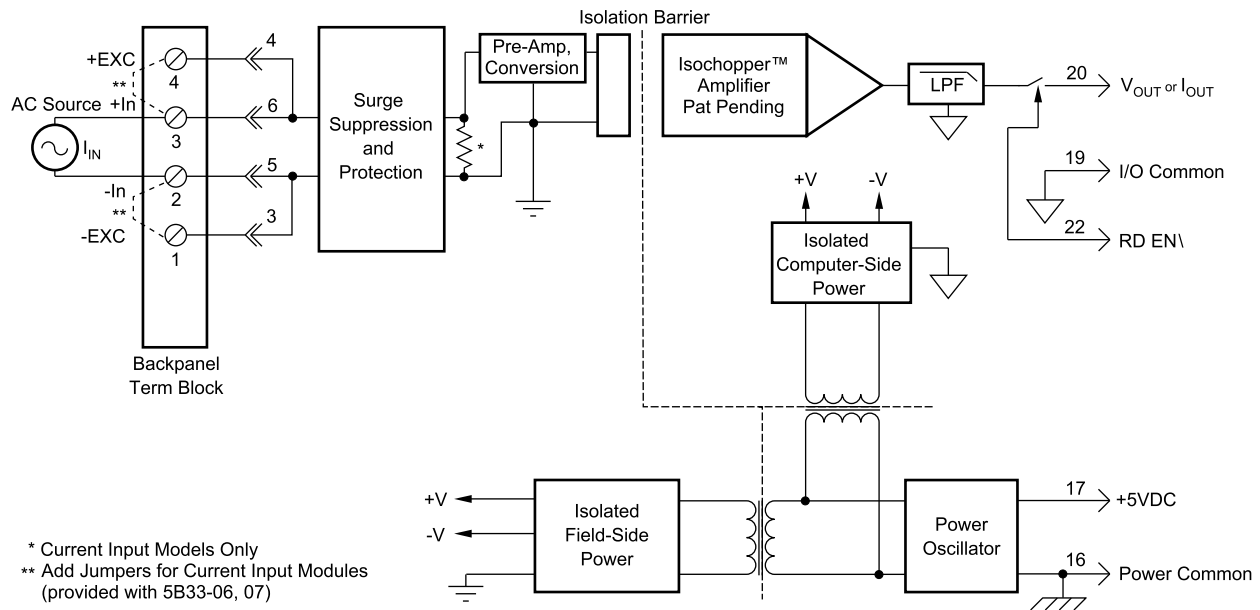 Isolation Barrier
+EXC
4
4
**
AC Source
+In
3
6
I_IN
-In
2
5
**
-EXC
1
3
Backpanel
Term Block
Surge
Suppression
and
Protection
*
Pre-Amp,
Conversion
Isochopper™
Amplifier
Pat Pending
LPF
20
V_OUT or I_OUT
19
I/O Common
22
RD EN\
+V
-V
Isolated
Computer-Side
Power
+V
-V
Isolated
Field-Side
Power
Power
Oscillator
17
+5VDC
16
Power Common
* Current Input Models Only
** Add Jumpers for Current Input Modules
(provided with 5B33-06, 07)